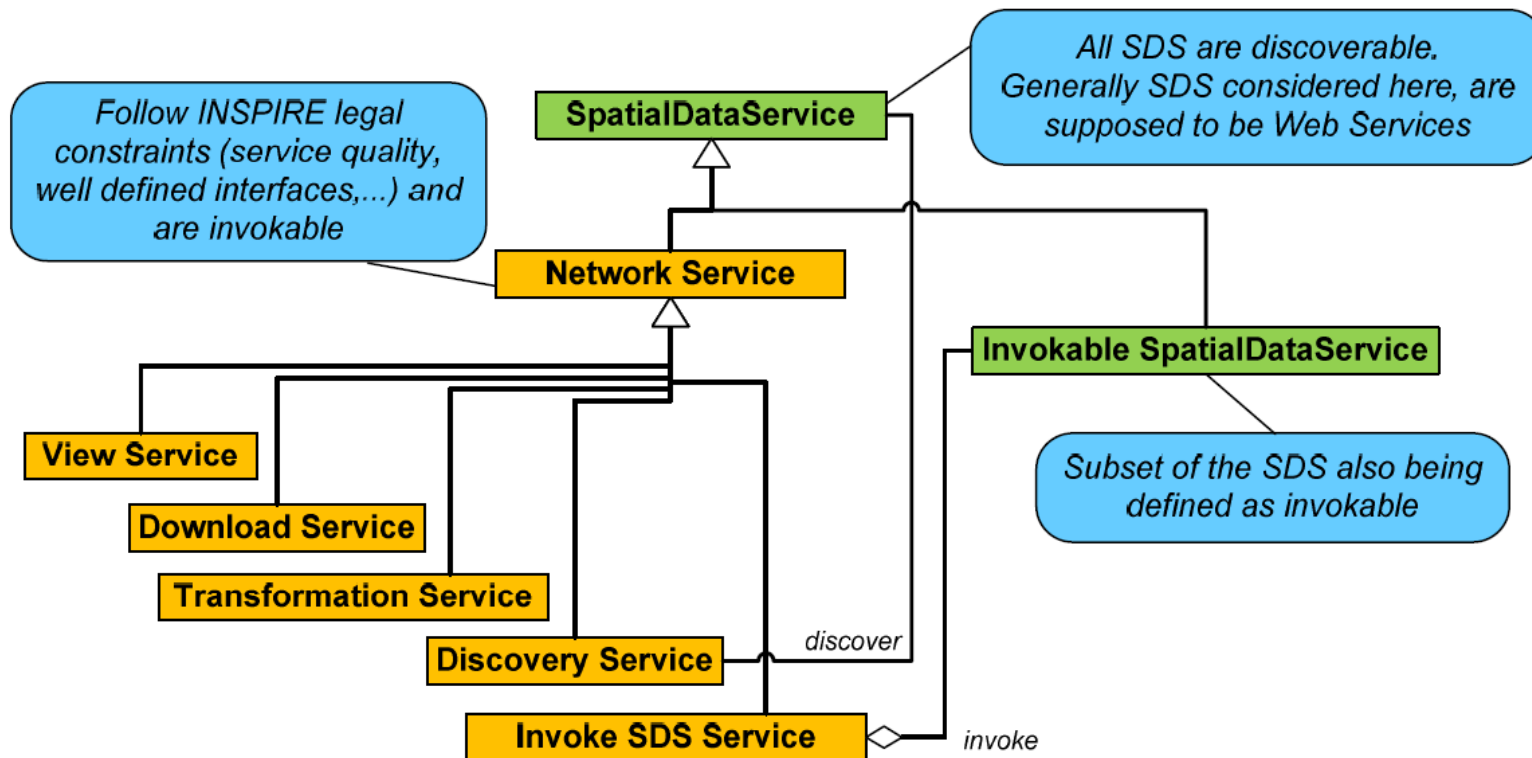 All SDS are discoverable.
Generally SDS considered here, are
supposed to be Web Services
SpatialDataService
Follow INSPIRE legal
constraints (service quality,
well defined interfaces,...) and
are invokable
Network Service
Invokable SpatialDataService
View Service
Subset of the SDS also being
defined as invokable
Download Service
Transformation Service
discover
Discovery Service
Invoke SDS Service
invoke